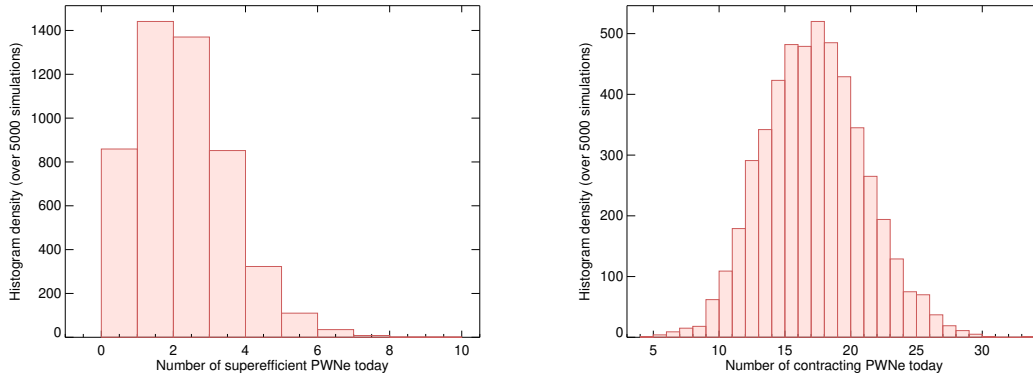 1400
1200
1000
800
600
400
200
0
Histogram density (over 5000 simulations)
0 2 4 6 8 10
Number of superefficient PWNe today
500
400
300
200
100
0
Histogram density (over 5000 simulations)
5 10 15 20 25 30
Number of contracting PWNe today